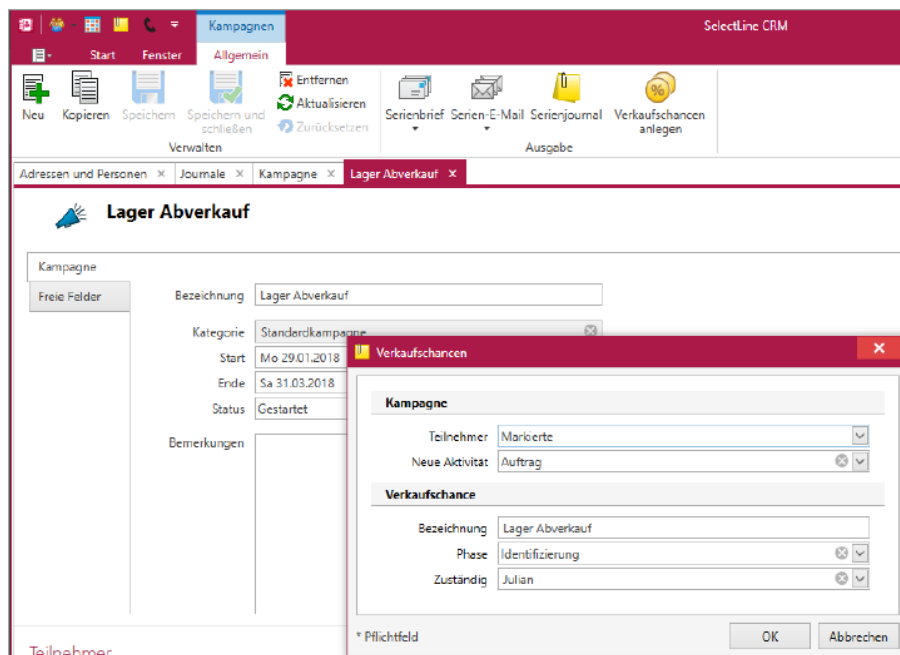 Kampagnen
SelectLine CRM
Start Fenster Allgemein
Neu Kopieren Speichern Speichern und schließen
Entfernen
Aktualisieren
Zurücksetzen
Serienbrief Serien-E-Mail Serienjournal Verkaufschancen anlegen
Verwalten Ausgabe
Adressen und Personen × Journale × Kampagne × Lager Abverkauf ×
Lager Abverkauf
Kampagne
Freie Felder
Bezeichnung Lager Abverkauf
Kategorie Standardkampagne
Start Mo 29.01.2018
Ende Sa 31.03.2018
Status Gestartet
Bemerkungen
Verkaufschancen
Kampagne
Teilnehmer Markierte
Neue Aktivität Auftrag
Verkaufschance
Bezeichnung Lager Abverkauf
Phase Identifizierung
Zuständig Julian
* Pflichtfeld OK Abbrechen
Teilnehmer